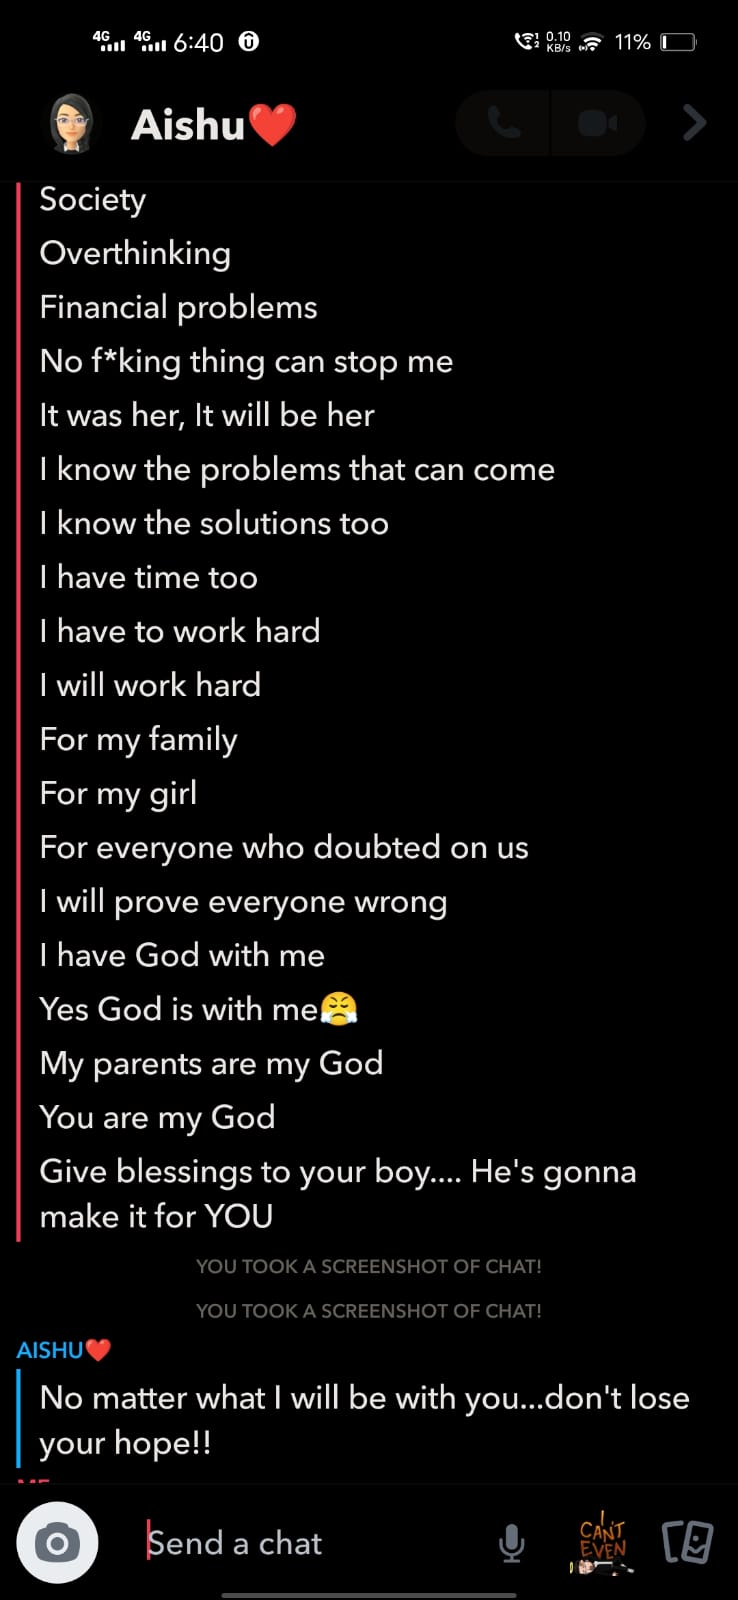 4G 4G 6:40
1 2 0.10 KB/s 11%
Aishu❤️
Society
Overthinking
Financial problems
No f*king thing can stop me
It was her, It will be her
I know the problems that can come
I know the solutions too
I have time too
I have to work hard
I will work hard
For my family
For my girl
For everyone who doubted on us
I will prove everyone wrong
I have God with me
Yes God is with me😤
My parents are my God
You are my God
Give blessings to your boy.... He's gonna
make it for YOU
YOU TOOK A SCREENSHOT OF CHAT!
YOU TOOK A SCREENSHOT OF CHAT!
AISHU❤️
No matter what I will be with you...don't lose
your hope!!
Send a chat
I CAN'T EVEN